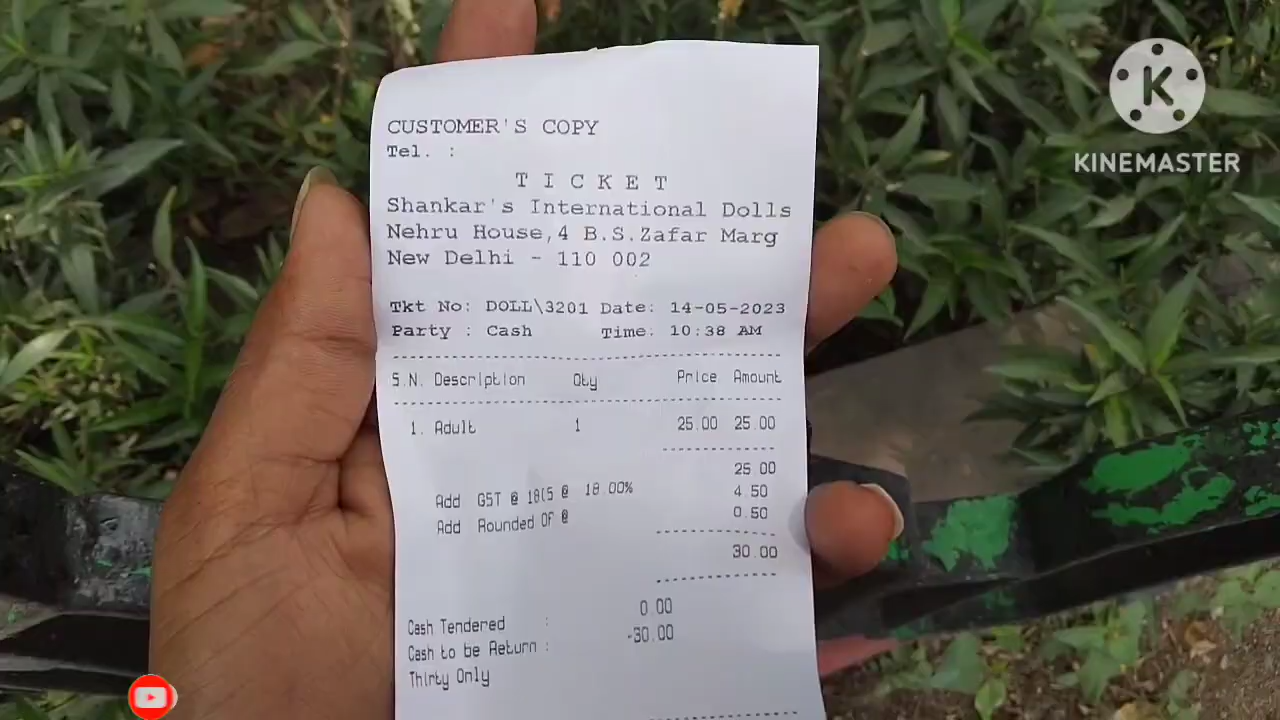 CUSTOMER'S COPY
Tel. :
T I C K E T
Shankar's International Dolls
Nehru House,4 B.S.Zafar Marg
New Delhi - 110 002
Tkt No: DOLL\3201 Date: 14-05-2023
Party : Cash Time: 10:38 AM
S.N. Description Qty Price Amount
1. Adult 1 25.00 25.00
25.00
Add GST @ 18(5 @ 18.00% 4.50
Add Rounded Of @ 0.50
30.00
Cash Tendered : 0.00
Cash to be Return : -30.00
Thirty Only
K
KINEMASTER